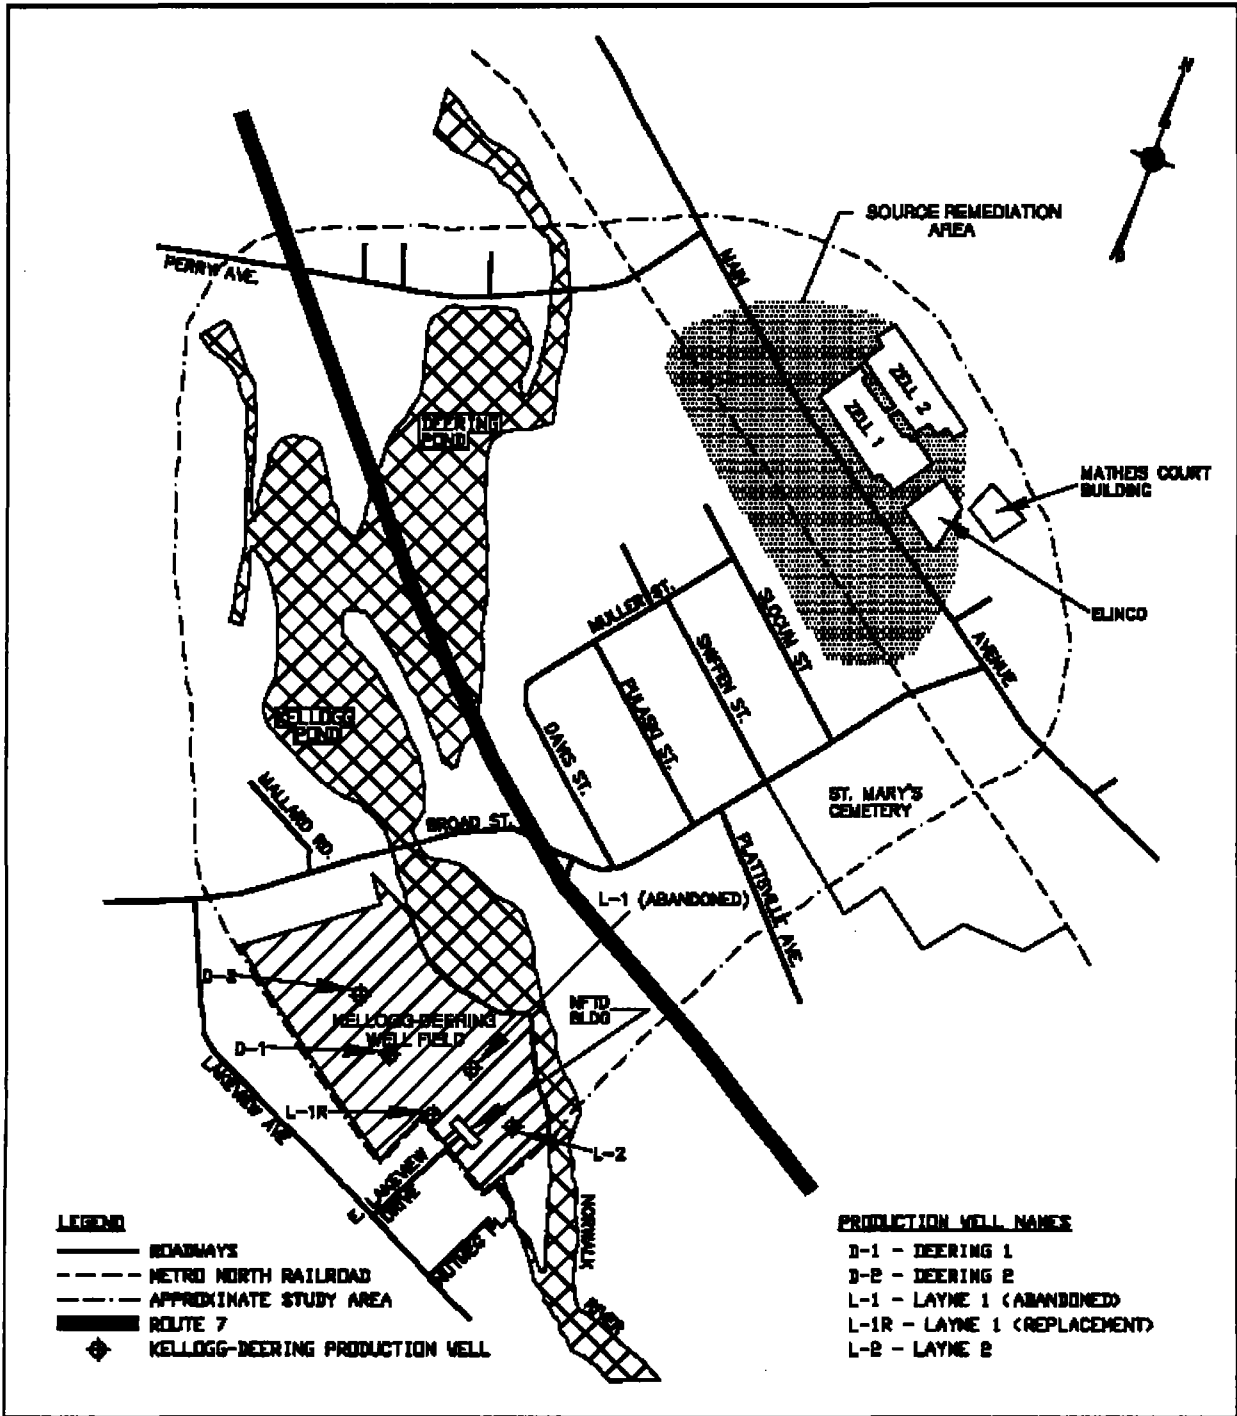 N
S
SOURCE REMEDIATION
AREA
PERRY AVE.
MAIN
ZELL 2
ZELL 1
DEERING
POND
MATHEIS COURT
BUILDING
ELINCO
MULLER ST.
SLOCUM ST.
SNIFFEN ST.
AVENUE
PULASKI ST.
KELLOGG
POND
DAVIS ST.
MALLARD RD.
BROAD ST.
ST. MARY'S
CEMETERY
PLATTSVILLE AVE.
L-1 (ABANDONED)
D-2
NFTD
BLDG
KELLOGG-DEERING
WELL FIELD
D-1
LAKEVIEW AVE
L-1R
L-2
E. LAKEVIEW
DRIVE
NUTMEG PL
NORWALK
RIVER
LEGEND
ROADWAYS
METRO NORTH RAILROAD
APPROXIMATE STUDY AREA
ROUTE 7
KELLOGG-DEERING PRODUCTION WELL
PRODUCTION WELL NAMES
D-1 - DEERING 1
D-2 - DEERING 2
L-1 - LAYNE 1 (ABANDONED)
L-1R - LAYNE 1 (REPLACEMENT)
L-2 - LAYNE 2